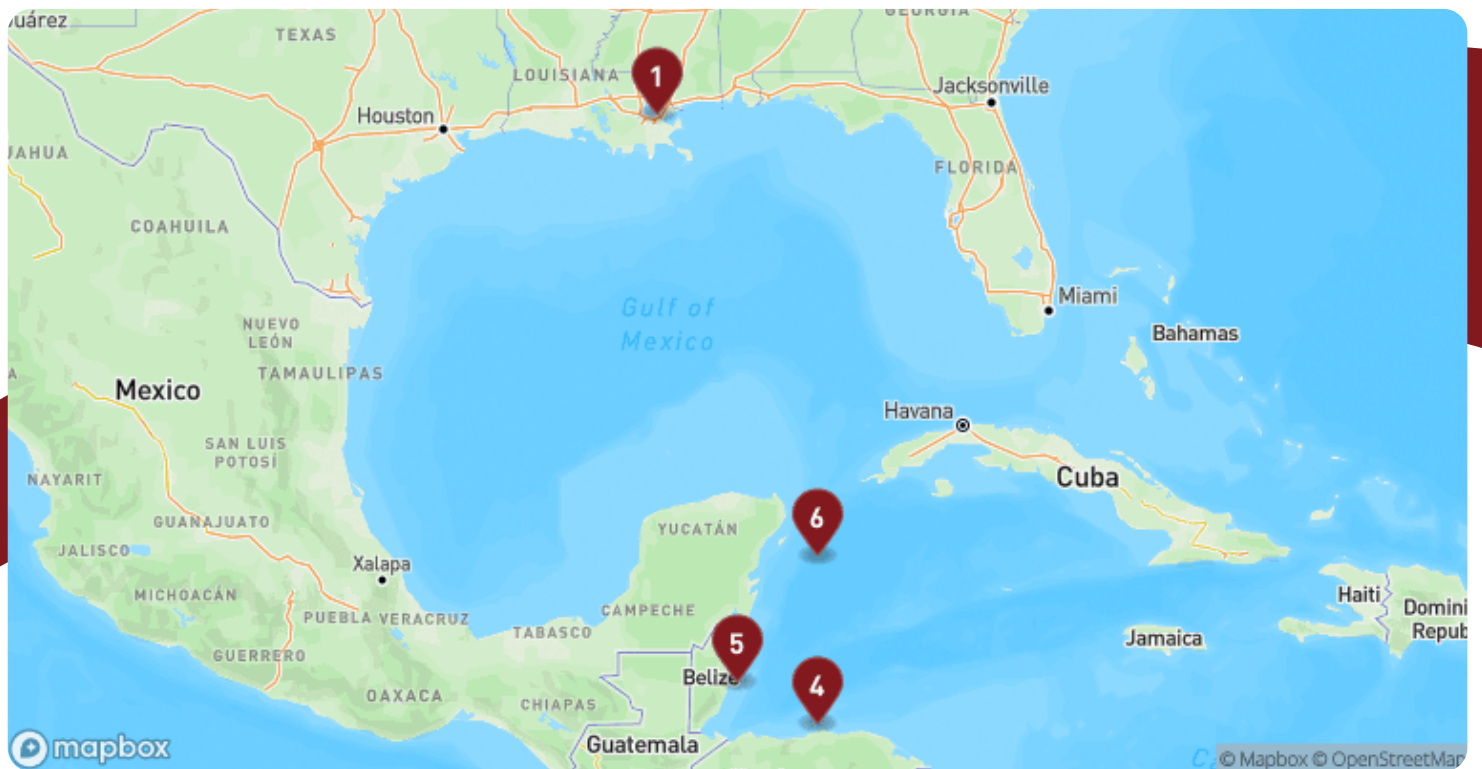 uárez
TEXAS
LOUISIANA
1
GEORGIA
Jacksonville
Houston
JAHUA
FLORIDA
COAHUILA
Gulf of
Mexico
Miami
NUEVO
LEÓN
Bahamas
TAMAULIPAS
Mexico
Havana
SAN LUIS
POTOSÍ
Cuba
NAYARIT
6
GUANAJUATO
YUCATÁN
JALISCO
Xalapa
MICHOACÁN
Haiti
PUEBLA
VERACRUZ
CAMPECHE
Domini
Repub
TABASCO
Jamaica
5
GUERRERO
Belize
4
OAXACA
CHIAPAS
Guatemala
mapbox
© Mapbox © OpenStreetMap